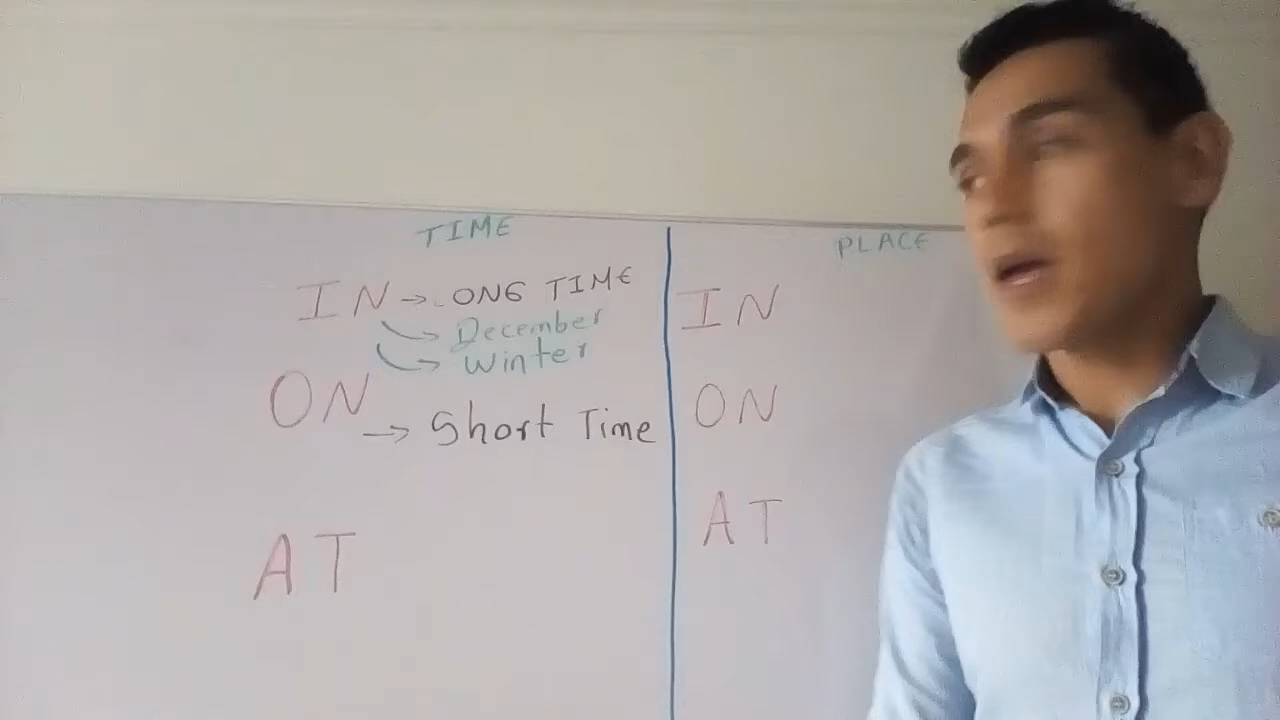 TIME
IN → LONG TIME
→ December
→ Winter
ON → Short Time
AT
PLACE
IN
ON
AT